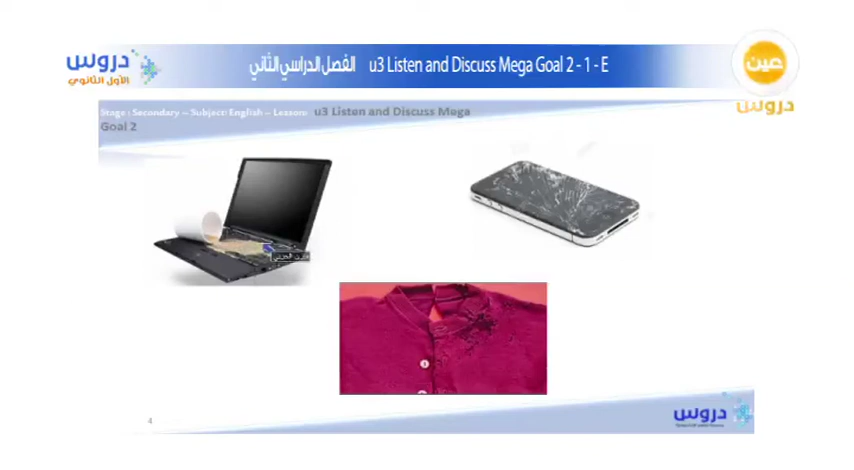 دروس
الأول الثانوي
الفصل الدراسي الثاني u3 Listen and Discuss Mega Goal 2 - 1 - E
عين
دروس
Stage : Secondary – Subject: English – Lesson: u3 Listen and Discuss Mega
Goal 2
4
دروس